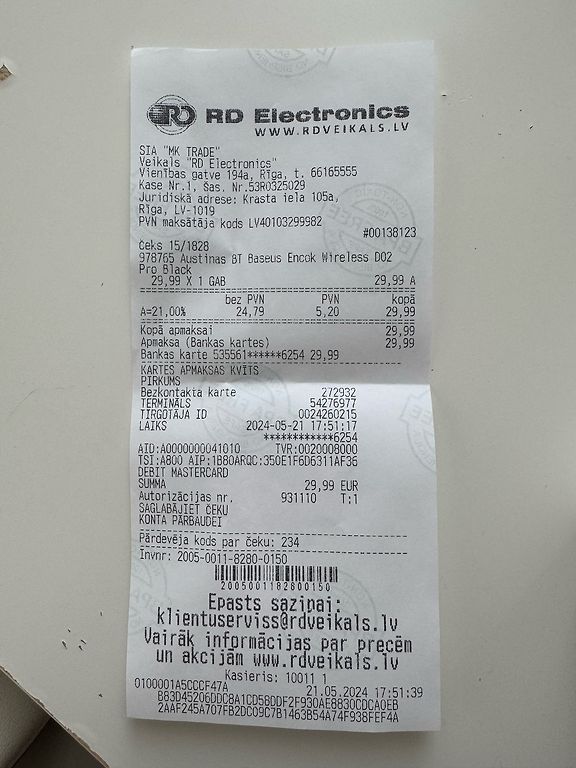 RD RD Electronics
WWW.RDVEIKALS.LV
SIA "MK TRADE"
Veikals "RD Electronics"
Vienības gatve 194a, Rīga, t. 66165555
Kase Nr.1, Sas. Nr.53R0325029
Juridiskā adrese: Krasta iela 105a,
Rīga, LV-1019
PVN maksātāja kods LV40103299982
#00138123
Čeks 15/1828
978765 Austiņas BT Baseus Encok Wireless D02
Pro Black
29,99 X 1 GAB 29,99 A
bez PVN PVN kopā
A=21,00% 24,79 5,20 29,99
Kopā apmaksai 29,99
Apmaksa (Bankas kartes) 29,99
Bankas karte 535561******6254 29,99
KARTES APMAKSAS KVĪTS
PIRKUMS
Bezkontakta karte 272932
TERMINĀLS 54276977
TIRGOTĀJA ID 0024260215
LAIKS 2024-05-21 17:51:17
************6254
AID:A0000000041010 TVR:0020008000
TSI:A800 AIP:1B80ARQC:350E1F6D6311AF36
DEBIT MASTERCARD
SUMMA 29,99 EUR
Autorizācijas nr. 931110 T:1
SAGLABĀJIET ČEKU
KONTA PĀRBAUDEI
Pārdevēja kods par čeku: 234
Invnr: 2005-0011-8280-0150
2005001182800150
Epasts saziņai:
klientuserviss@rdveikals.lv
Vairāk informācijas par precēm
un akcijām www.rdveikals.lv
Kasieris: 10011 1
0100001A5CCCF47A 21.05.2024 17:51:39
B63D45206DDC8A1CD5BDDF2F930AE8830CDCA0EB
2AAF245A707FB2DC09C7B1463B54A74F938FEF4A